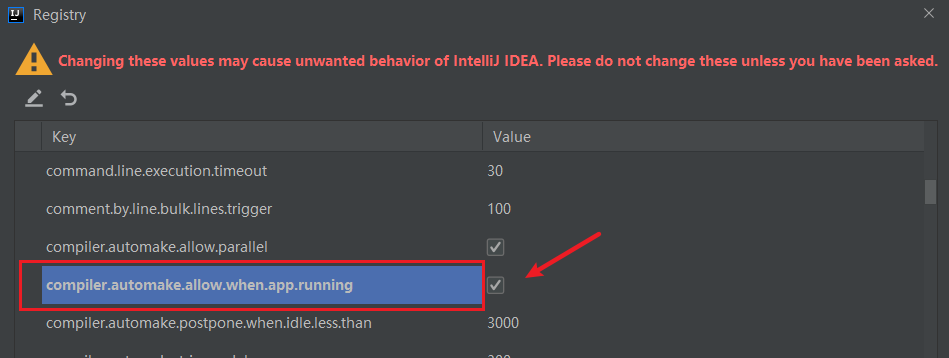 Registry
Changing these values may cause unwanted behavior of IntelliJ IDEA. Please do not change these unless you have been asked.
Key Value
command.line.execution.timeout 30
comment.by.line.bulk.lines.trigger 100
compiler.automake.allow.parallel
compiler.automake.allow.when.app.running
compiler.automake.postpone.when.idle.less.than 3000